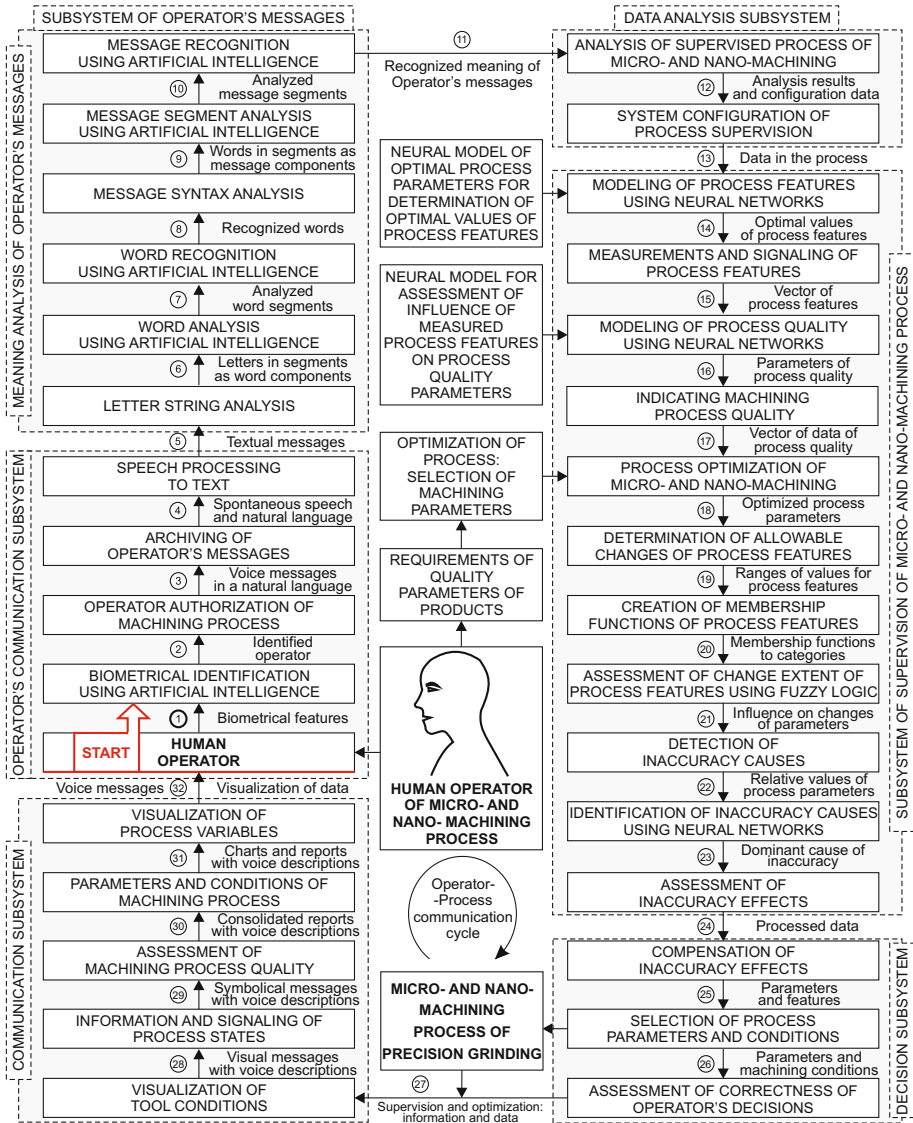 SUBSYSTEM OF OPERATOR'S MESSAGES
MEANING ANALYSIS OF OPERATOR'S MESSAGES
MESSAGE RECOGNITION
USING ARTIFICIAL INTELLIGENCE
10
Analyzed
message segments
MESSAGE SEGMENT ANALYSIS
USING ARTIFICIAL INTELLIGENCE
9
Words in segments as
message components
MESSAGE SYNTAX ANALYSIS
8
Recognized words
WORD RECOGNITION
USING ARTIFICIAL INTELLIGENCE
7
Analyzed
word segments
WORD ANALYSIS
USING ARTIFICIAL INTELLIGENCE
6
Letters in segments
as word components
LETTER STRING ANALYSIS
5
Textual messages
OPERATOR'S COMMUNICATION SUBSYSTEM
SPEECH PROCESSING
TO TEXT
4
Spontaneous speech
and natural language
ARCHIVING OF
OPERATOR'S MESSAGES
3
Voice messages
in a natural language
OPERATOR AUTHORIZATION OF
MACHINING PROCESS
2
Identified
operator
BIOMETRICAL IDENTIFICATION
USING ARTIFICIAL INTELLIGENCE
1
Biometrical features
START
HUMAN
OPERATOR
Voice messages
32
Visualization of data
COMMUNICATION SUBSYSTEM
VISUALIZATION OF
PROCESS VARIABLES
31
Charts and reports
with voice descriptions
PARAMETERS AND CONDITIONS OF
MACHINING PROCESS
30
Consolidated reports
with voice descriptions
ASSESSMENT OF
MACHINING PROCESS QUALITY
29
Symbolical messages
with voice descriptions
INFORMATION AND SIGNALING OF
PROCESS STATES
28
Visual messages
with voice descriptions
VISUALIZATION OF
TOOL CONDITIONS
11
Recognized meaning of
Operator's messages
NEURAL MODEL OF
OPTIMAL PROCESS
PARAMETERS FOR
DETERMINATION OF
OPTIMAL VALUES OF
PROCESS FEATURES
NEURAL MODEL FOR
ASSESSMENT OF
INFLUENCE OF
MEASURED
PROCESS FEATURES
ON PROCESS
QUALITY PARAMETERS
OPTIMIZATION OF
PROCESS:
SELECTION OF
MACHINING
PARAMETERS
REQUIREMENTS OF
QUALITY
PARAMETERS OF
PRODUCTS
HUMAN OPERATOR
OF MICRO- AND
NANO- MACHINING
PROCESS
Operator-
-Process
communication
cycle
MICRO- AND NANO-
MACHINING
PROCESS OF
PRECISION GRINDING
27
Supervision and optimization:
information and data
DATA ANALYSIS SUBSYSTEM
ANALYSIS OF SUPERVISED PROCESS OF
MICRO- AND NANO-MACHINING
12
Analysis results
and configuration data
SYSTEM CONFIGURATION OF
PROCESS SUPERVISION
13
Data in the process
SUBSYSTEM OF SUPERVISION OF MICRO- AND NANO-MACHINING PROCESS
MODELING OF PROCESS FEATURES
USING NEURAL NETWORKS
14
Optimal values
of process features
MEASUREMENTS AND SIGNALING
OF PROCESS FEATURES
15
Vector of
process features
MODELING OF PROCESS QUALITY
USING NEURAL NETWORKS
16
Parameters of
process quality
INDICATING MACHINING
PROCESS QUALITY
17
Vector of data of
process quality
PROCESS OPTIMIZATION OF
MICRO- AND NANO-MACHINING
18
Optimized process
parameters
DETERMINATION OF ALLOWABLE
CHANGES OF PROCESS FEATURES
19
Ranges of values for
process features
CREATION OF MEMBERSHIP
FUNCTIONS OF PROCESS FEATURES
20
Membership functions
to categories
ASSESSMENT OF CHANGE EXTENT OF
PROCESS FEATURES USING FUZZY LOGIC
21
Influence on changes
of parameters
DETECTION OF
INACCURACY CAUSES
22
Relative values of
process parameters
IDENTIFICATION OF INACCURACY CAUSES
USING NEURAL NETWORKS
23
Dominant cause of
inaccuracy
ASSESSMENT OF
INACCURACY EFFECTS
24
Processed data
DECISION SUBSYSTEM
COMPENSATION OF
INACCURACY EFFECTS
25
Parameters
and features
SELECTION OF PROCESS
PARAMETERS AND CONDITIONS
26
Parameters and
machining conditions
ASSESSMENT OF CORRECTNESS OF
OPERATOR'S DECISIONS